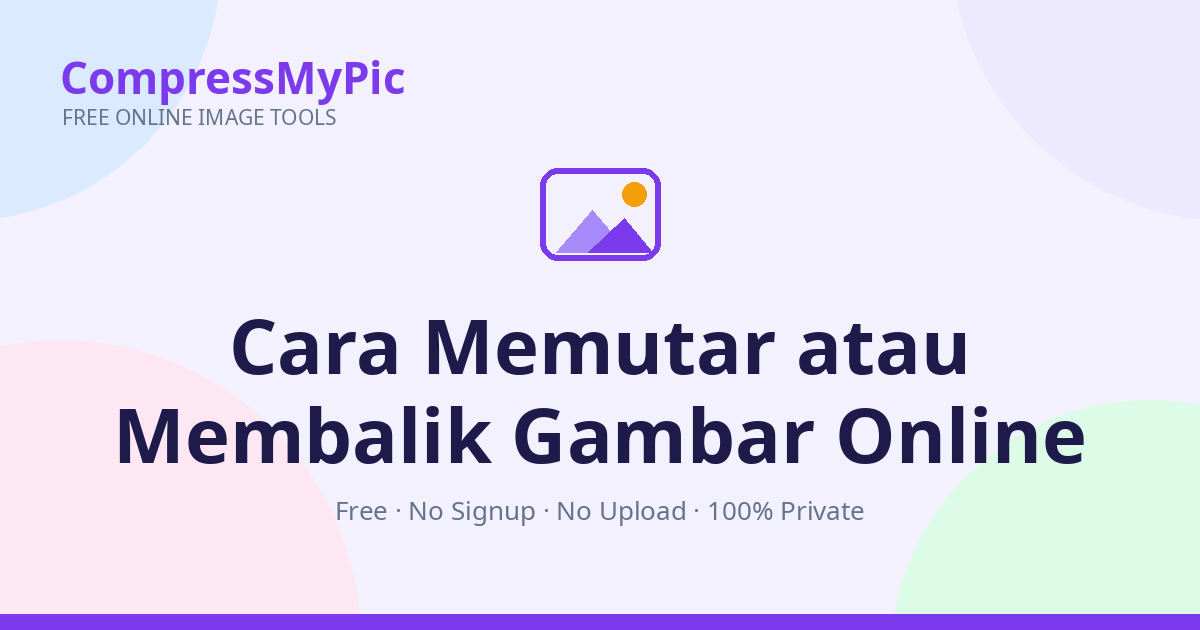 CompressMyPic
FREE ONLINE IMAGE TOOLS
Cara Memutar atau
Membalik Gambar Online
Free · No Signup · No Upload · 100% Private